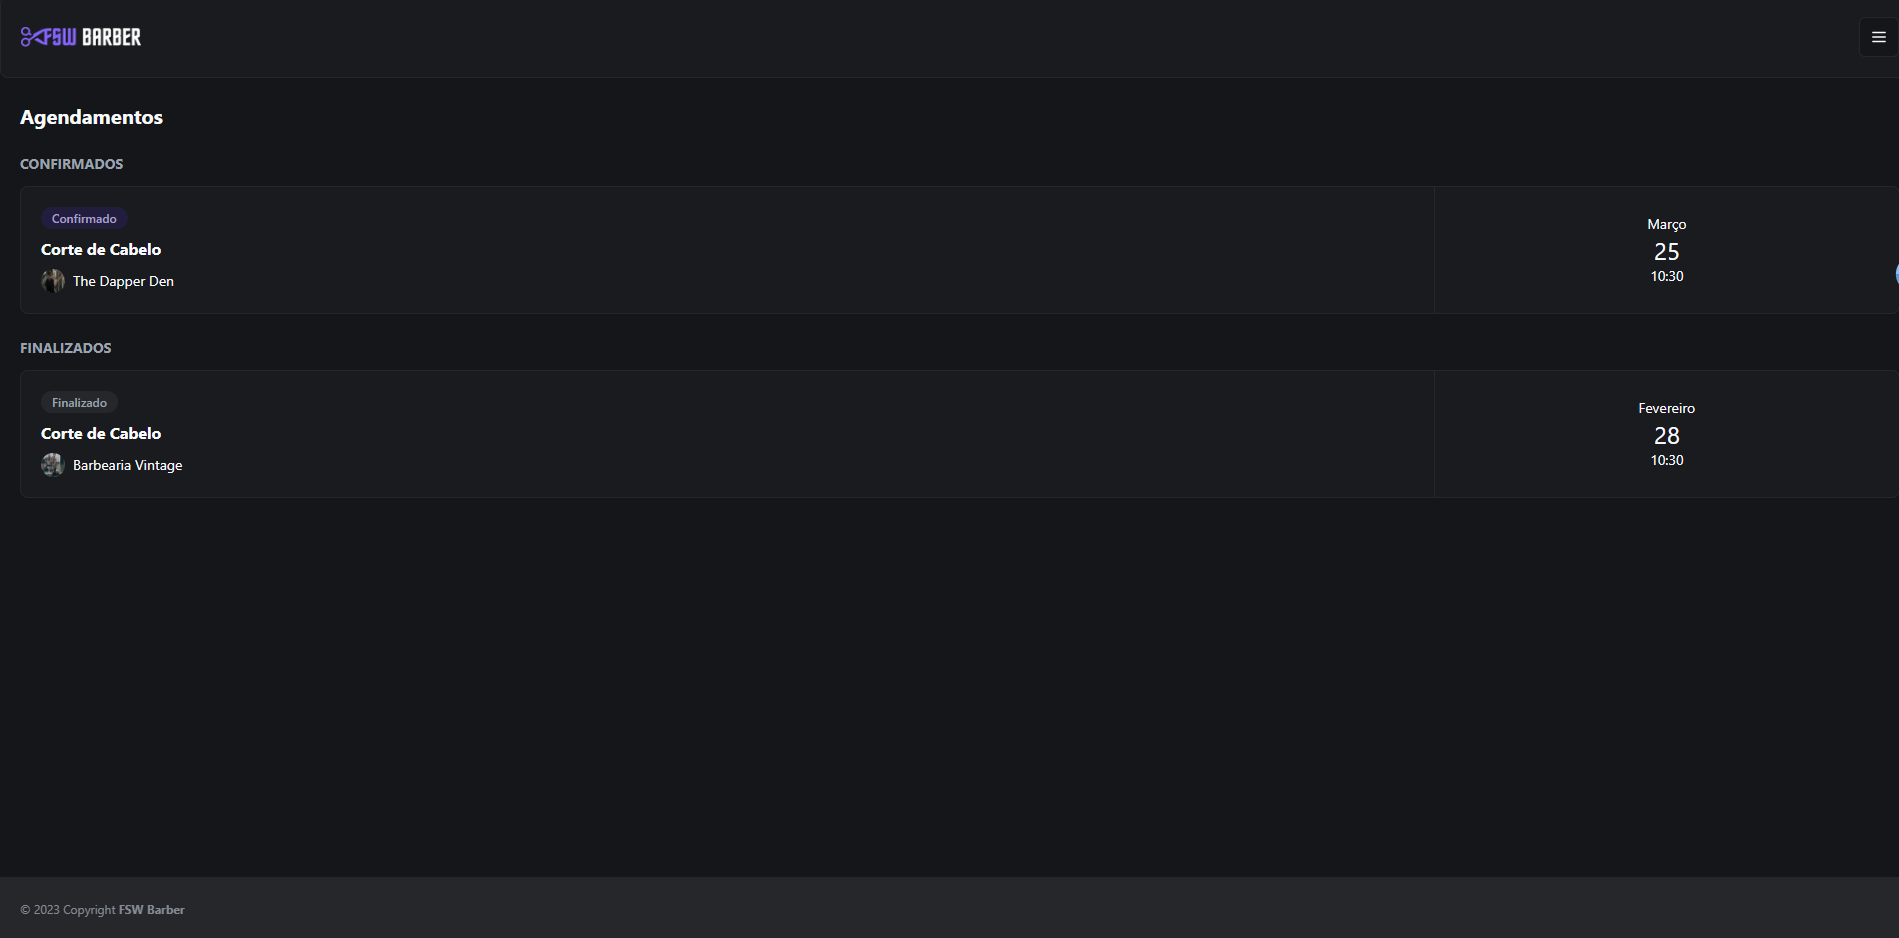 FSW BARBER
Agendamentos
CONFIRMADOS
Confirmado
Corte de Cabelo
The Dapper Den
Março
25
10:30
FINALIZADOS
Finalizado
Corte de Cabelo
Barbearia Vintage
Fevereiro
28
10:30
© 2023 Copyright FSW Barber